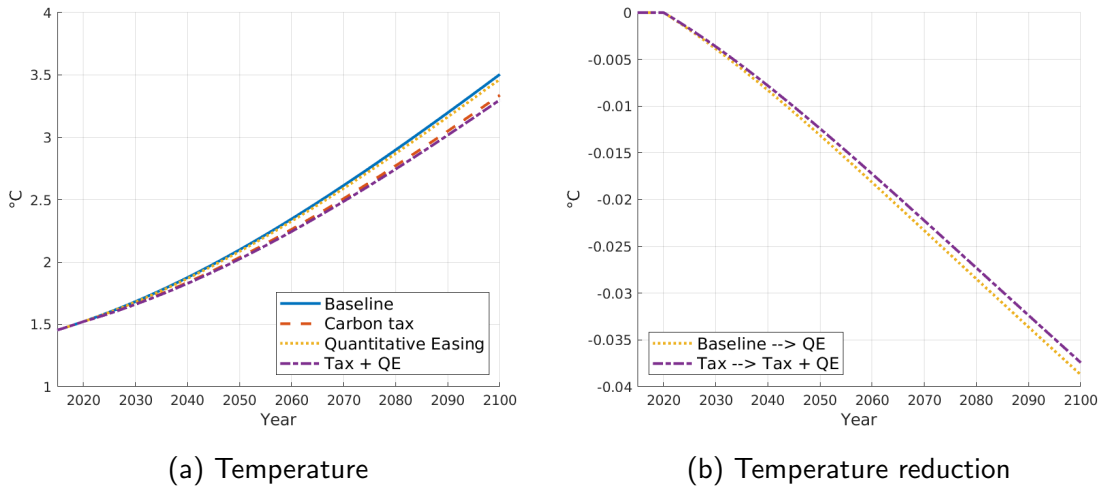 4
3.5
3
2.5
2
1.5
1
°C
2020 2030 2040 2050 2060 2070 2080 2090 2100
Year
Baseline
Carbon tax
Quantitative Easing
Tax + QE
(a) Temperature
0
-0.005
-0.01
-0.015
-0.02
-0.025
-0.03
-0.035
-0.04
°C
2020 2030 2040 2050 2060 2070 2080 2090 2100
Year
Baseline --> QE
Tax --> Tax + QE
(b) Temperature reduction